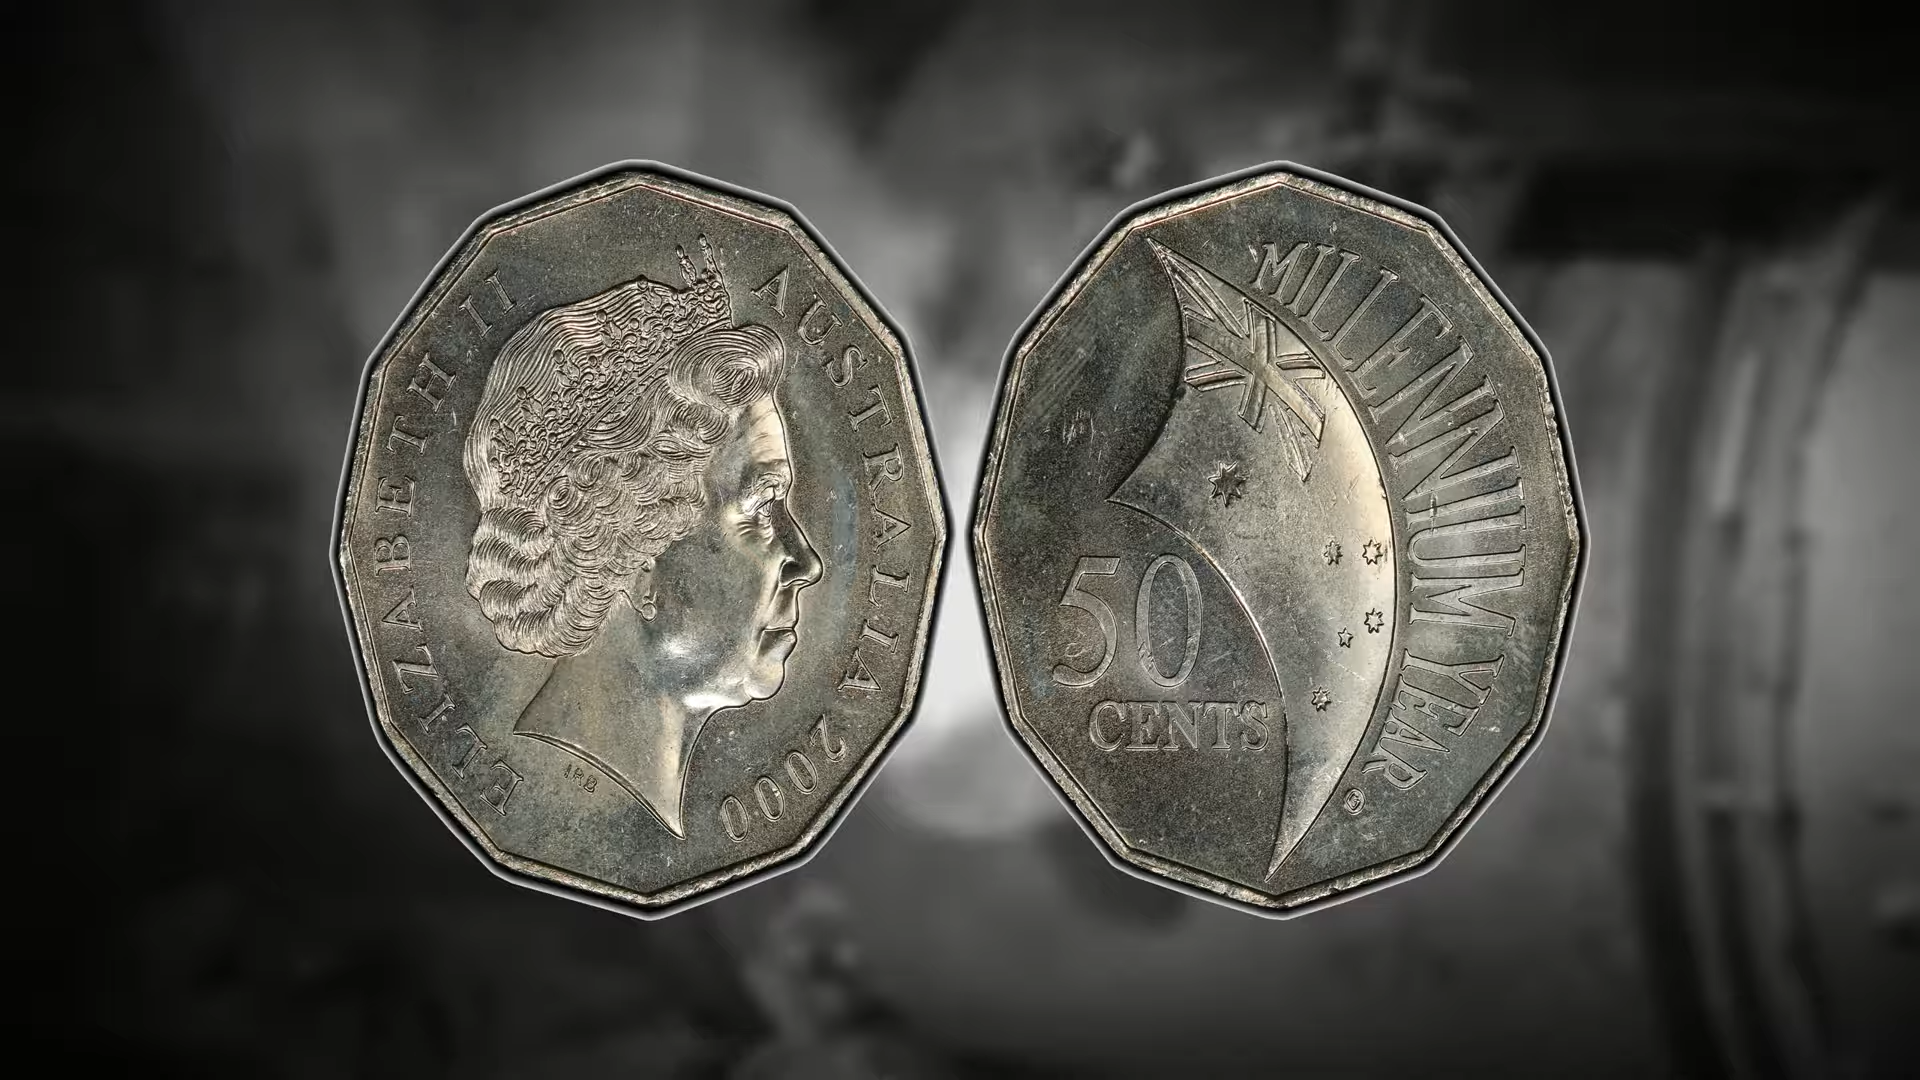 ELIZABETH II
AUSTRALIA 2000
IRB
MILLENNIUM YEAR
50
CENTS